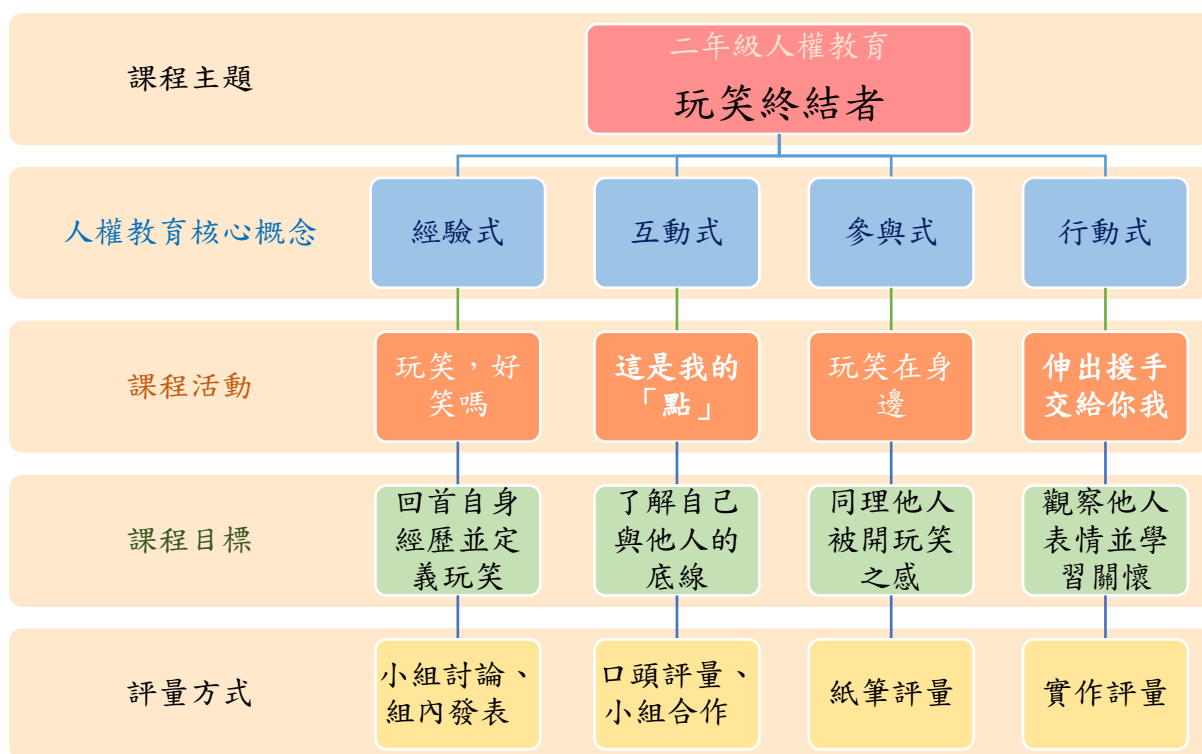 課程主題
二年級人權教育
玩笑終結者
人權教育核心概念
經驗式
互動式
參與式
行動式
課程活動
玩笑，好
笑嗎
這是我的
「點」
玩笑在身
邊
伸出援手
交給你我
課程目標
回首自身
經歷並定
義玩笑
了解自己
與他人的
底線
同理他人
被開玩笑
之感
觀察他人
表情並學
習關懷
評量方式
小組討論、
組內發表
口頭評量、
小組合作
紙筆評量
實作評量